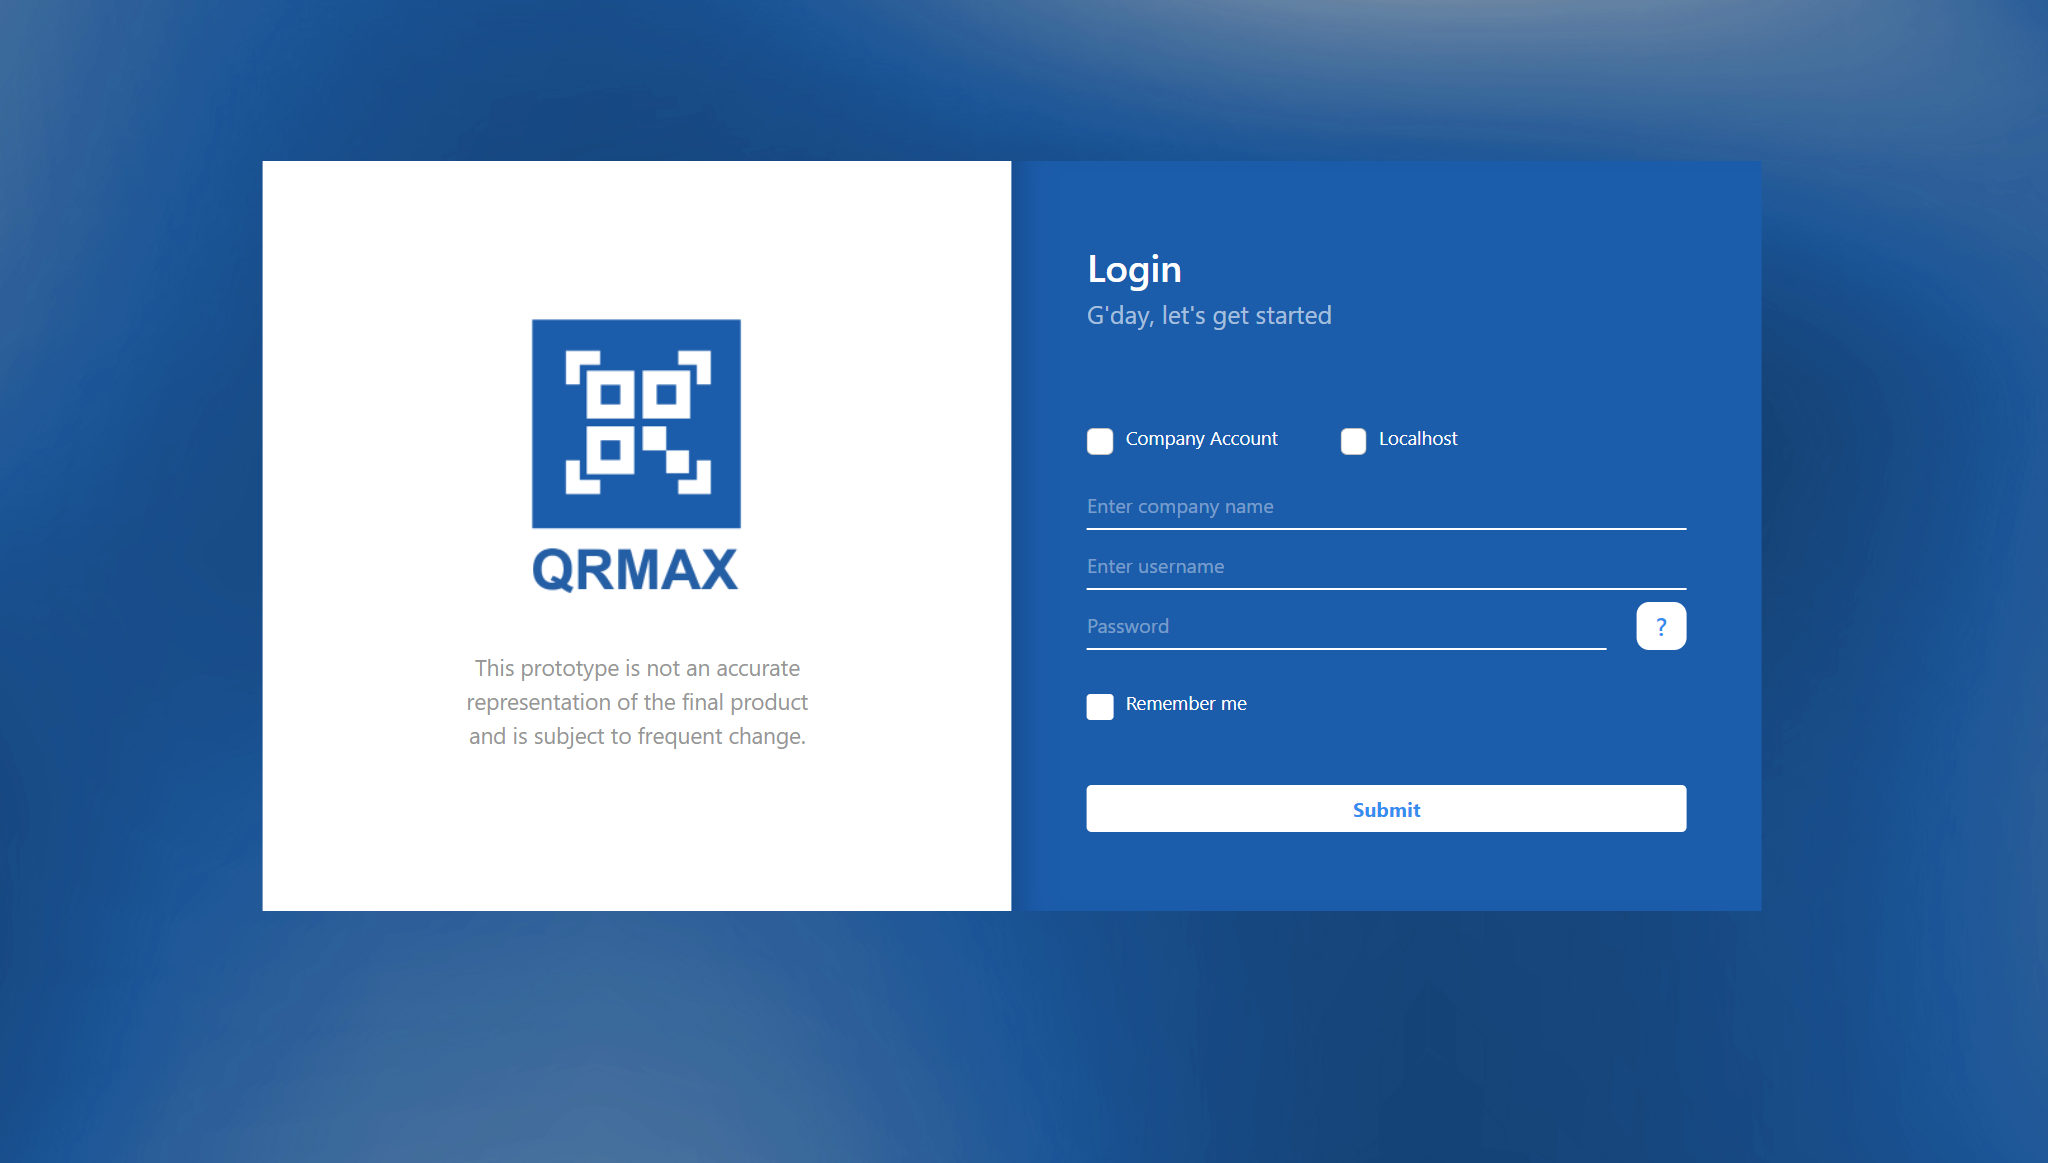 QRMAX
This prototype is not an accurate
representation of the final product
and is subject to frequent change.
Login
G'day, let's get started
Company Account
Localhost
Enter company name
Enter username
Password
?
Remember me
Submit